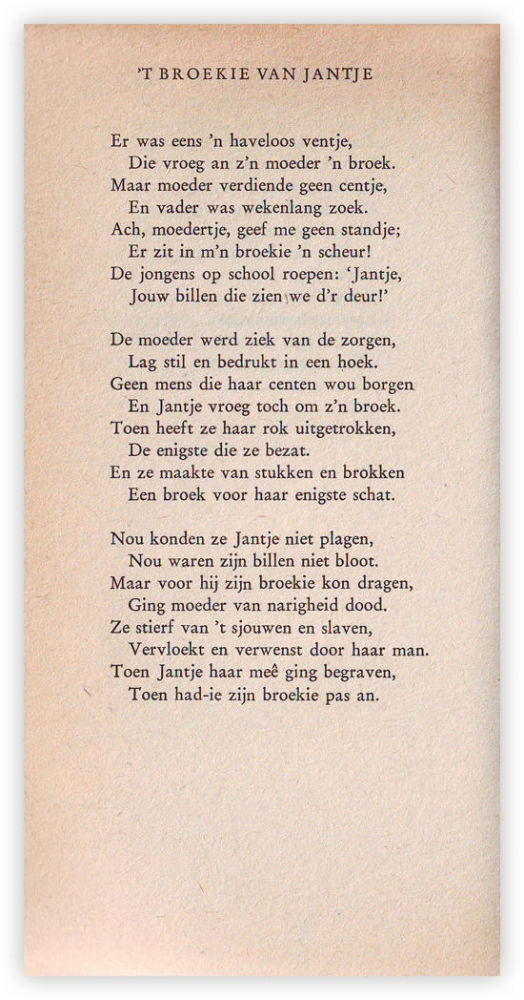 'T BROEKIE VAN JANTJE
Er was eens 'n haveloos ventje,
Die vroeg an z'n moeder 'n broek.
Maar moeder verdiende geen centje,
En vader was wekenlang zoek.
Ach, moedertje, geef me geen standje;
Er zit in m'n broekie 'n scheur!
De jongens op school roepen: ‘Jantje,
Jouw billen die zien we d'r deur!’
De moeder werd ziek van de zorgen,
Lag stil en bedrukt in een hoek.
Geen mens die haar centen wou borgen
En Jantje vroeg toch om z'n broek.
Toen heeft ze haar rok uitgetrokken,
De enigste die ze bezat.
En ze maakte van stukken en brokken
Een broek voor haar enigste schat.
Nou konden ze Jantje niet plagen,
Nou waren zijn billen niet bloot.
Maar voor hij zijn broekie kon dragen,
Ging moeder van narigheid dood.
Ze stierf van 't sjouwen en slaven,
Vervloekt en verwenst door haar man.
Toen Jantje haar meê ging begraven,
Toen had-ie zijn broekie pas an.